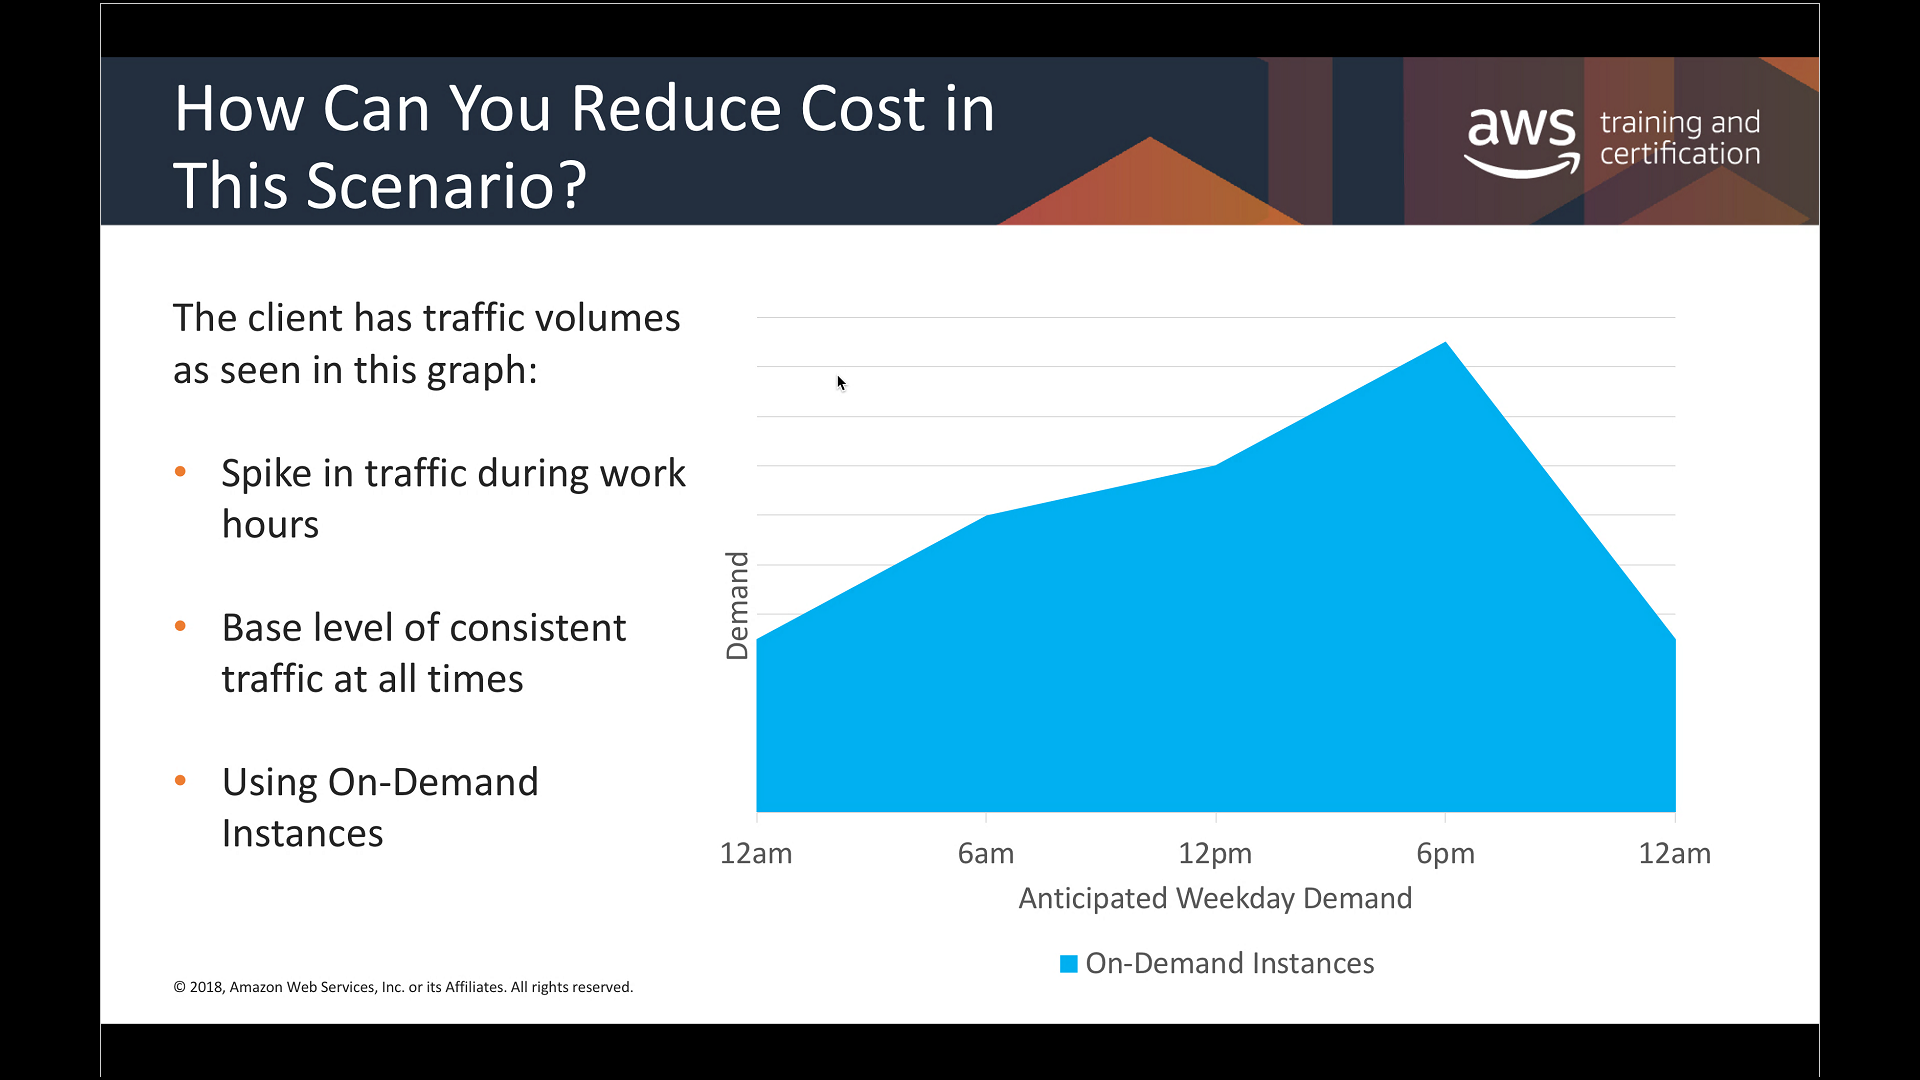 How Can You Reduce Cost in
This Scenario?
aws
training and
certification
The client has traffic volumes
as seen in this graph:
• Spike in traffic during work
hours
• Base level of consistent
traffic at all times
• Using On-Demand
Instances
Demand
12am 6am 12pm 6pm 12am
Anticipated Weekday Demand
On-Demand Instances
© 2018, Amazon Web Services, Inc. or its Affiliates. All rights reserved.